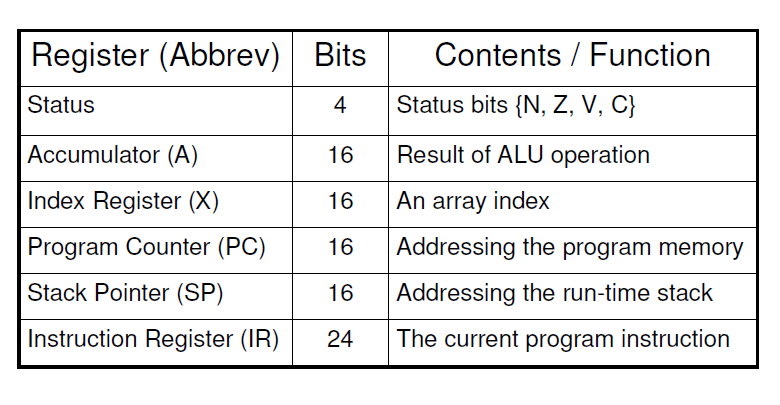 Register (Abbrev) Bits Contents / Function
Status 4 Status bits {N, Z, V, C}
Accumulator (A) 16 Result of ALU operation
Index Register (X) 16 An array index
Program Counter (PC) 16 Addressing the program memory
Stack Pointer (SP) 16 Addressing the run-time stack
Instruction Register (IR) 24 The current program instruction